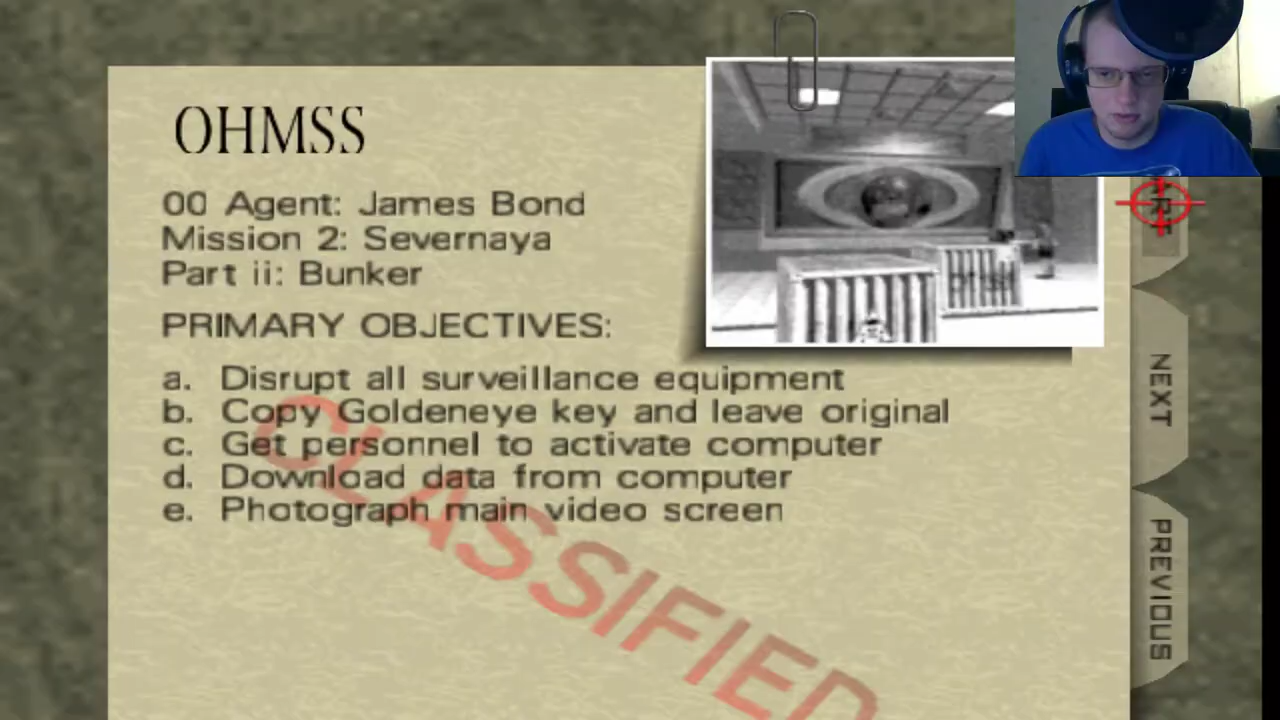 OHMSS
00 Agent: James Bond
Mission 2: Severnaya
Part ii: Bunker
PRIMARY OBJECTIVES:
a. Disrupt all surveillance equipment
b. Copy Goldeneye key and leave original
c. Get personnel to activate computer
d. Download data from computer
e. Photograph main video screen
CLASSIFIED
NEXT
PREVIOUS